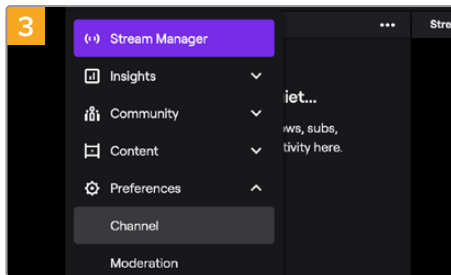 3
Stream Manager
Stre
Insights
iet...
Community
ows, subs,
Content
tivity here.
Preferences
Channel
Moderation